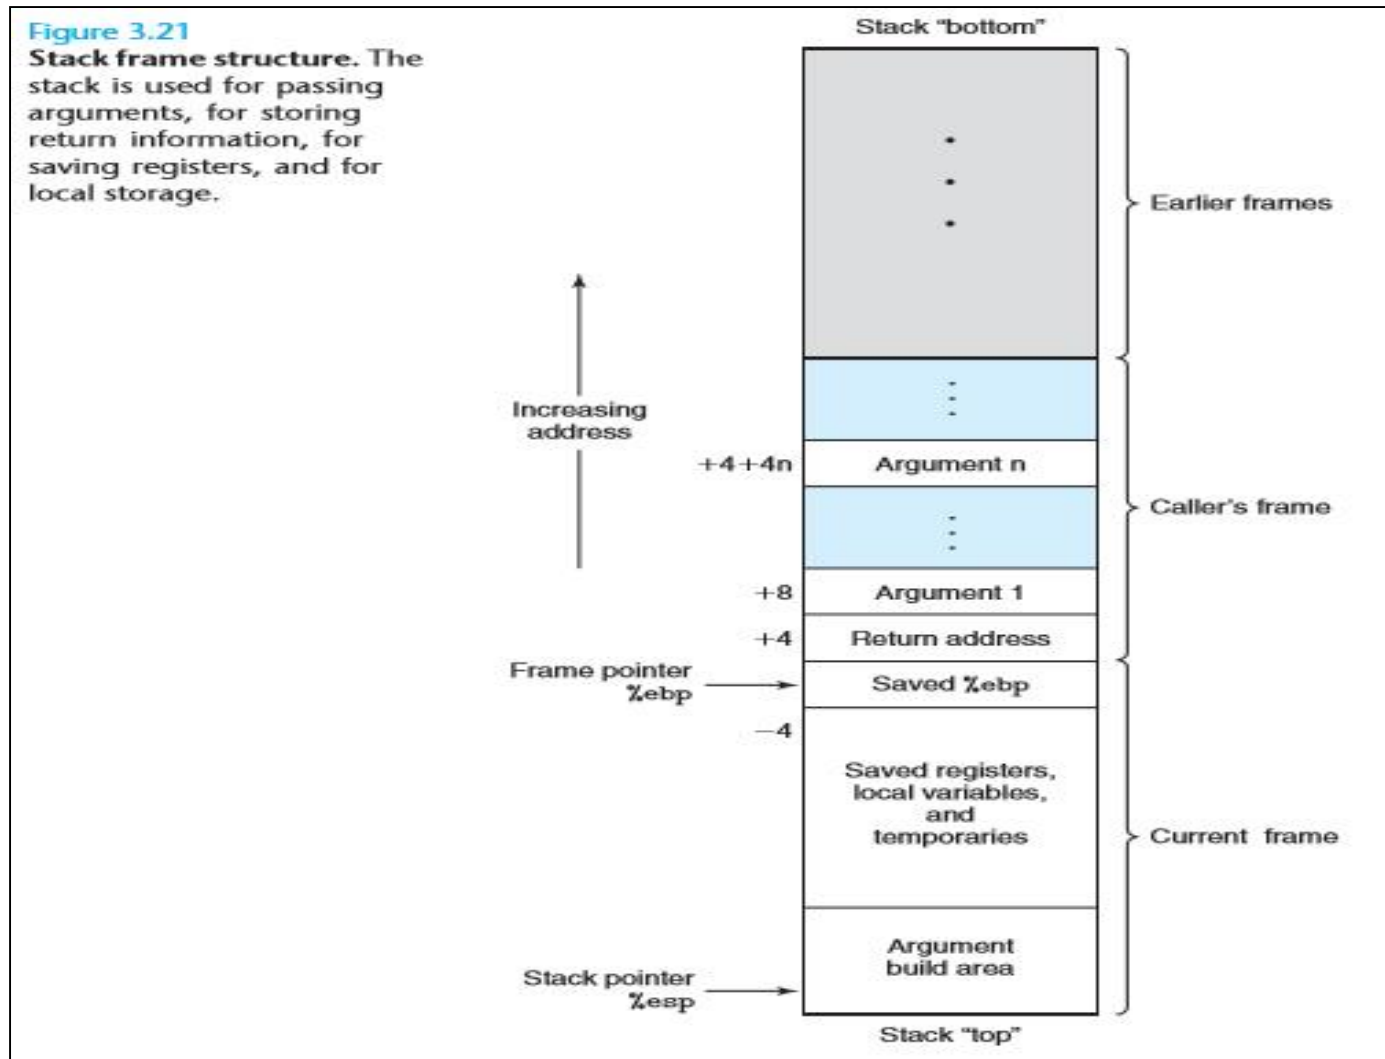 Figure 3.21
Stack frame structure. The
stack is used for passing
arguments, for storing
return information, for
saving registers, and for
local storage.
Stack “bottom”
Earlier frames
Increasing
address
+4+4n
Argument n
Caller’s frame
+8
Argument 1
+4
Return address
Frame pointer
%ebp
Saved %ebp
−4
Saved registers,
local variables,
and
temporaries
Current frame
Argument
build area
Stack pointer
%esp
Stack “top”